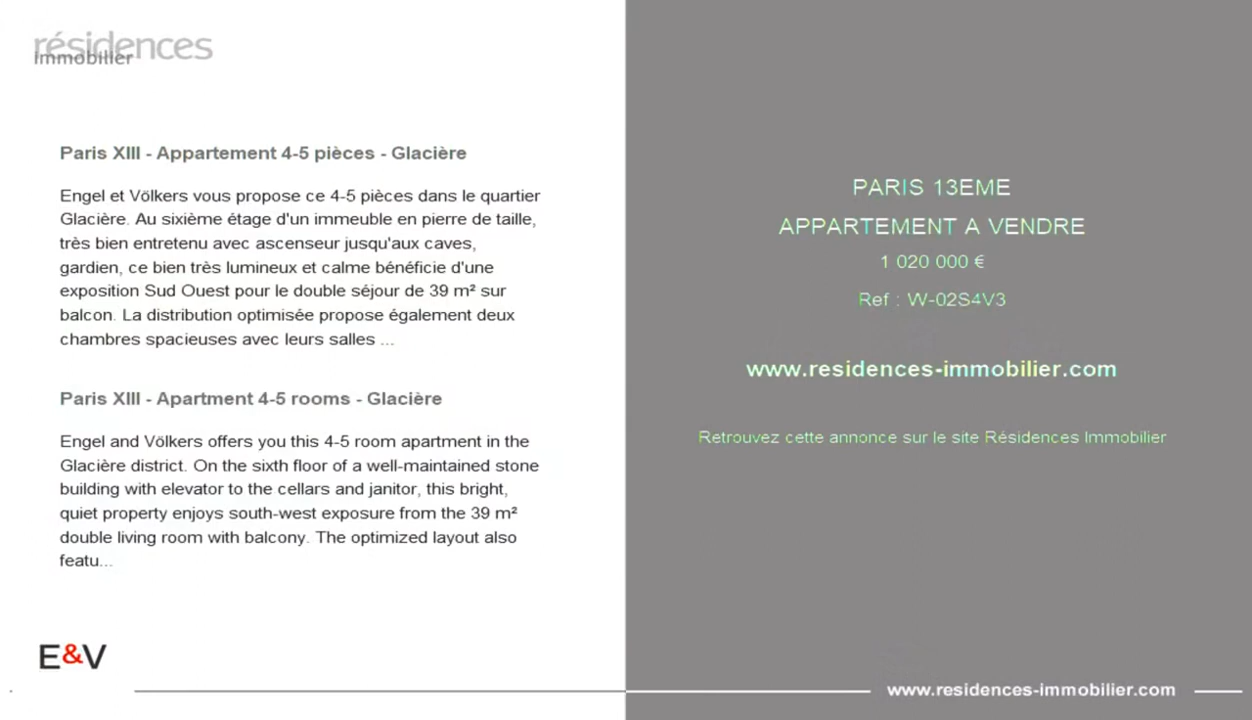 résidences
immobilier
Paris XIII - Appartement 4-5 pièces - Glacière
Engel et Völkers vous propose ce 4-5 pièces dans le quartier
Glacière. Au sixième étage d'un immeuble en pierre de taille,
très bien entretenu avec ascenseur jusqu'aux caves,
gardien, ce bien très lumineux et calme bénéficie d'une
exposition Sud Ouest pour le double séjour de 39 m² sur
balcon. La distribution optimisée propose également deux
chambres spacieuses avec leurs salles ...
Paris XIII - Apartment 4-5 rooms - Glacière
Engel and Völkers offers you this 4-5 room apartment in the
Glacière district. On the sixth floor of a well-maintained stone
building with elevator to the cellars and janitor, this bright,
quiet property enjoys south-west exposure from the 39 m²
double living room with balcony. The optimized layout also
featu...
E&V
PARIS 13EME
APPARTEMENT A VENDRE
1 020 000 €
Ref : W-02S4V3
www.residences-immobilier.com
Retrouvez cette annonce sur le site Résidences Immobilier
www.residences-immobilier.com